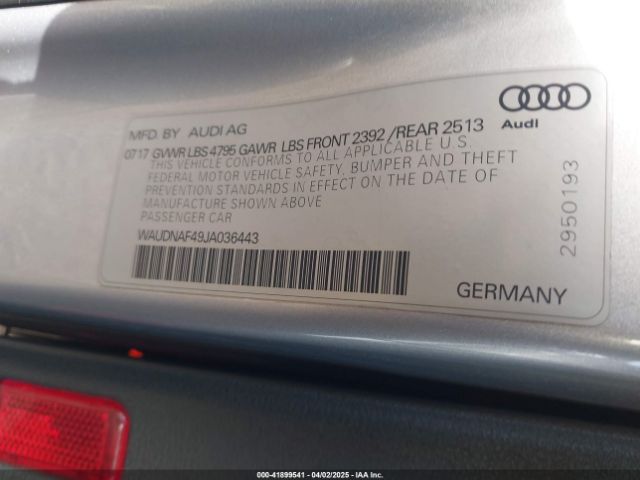 Audi
MFD. BY AUDI AG
0717 GVWR LBS 4795 GAWR LBS FRONT 2392 /REAR 2513
THIS VEHICLE CONFORMS TO ALL APPLICABLE U.S.
FEDERAL MOTOR VEHICLE SAFETY, BUMPER AND THEFT
PREVENTION STANDARDS IN EFFECT ON THE DATE OF
MANUFACTURE SHOWN ABOVE
PASSENGER CAR
WAUDNAF49JA036443
2950193
GERMANY
000-41899541 - 04/02/2025 - IAA Inc.